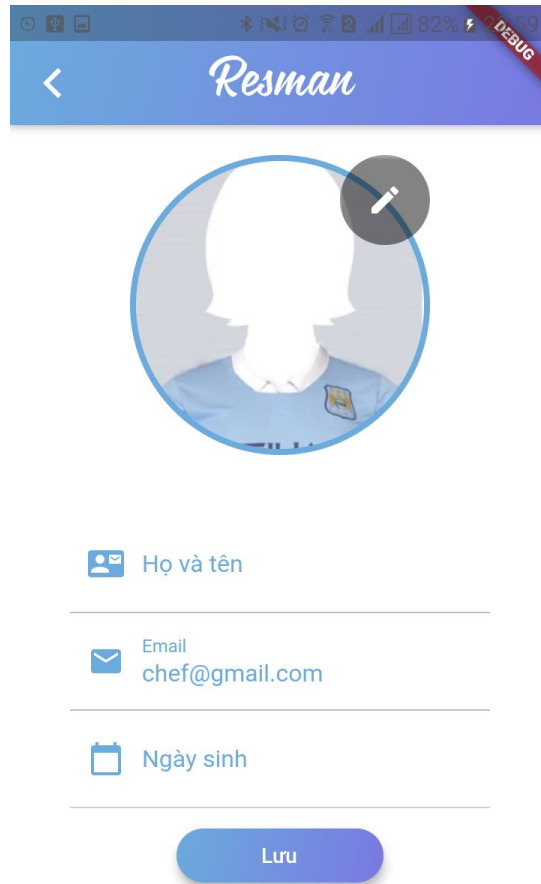 82%
DEBUG
Resman
Họ và tên
Email
chef@gmail.com
Ngày sinh
Lưu